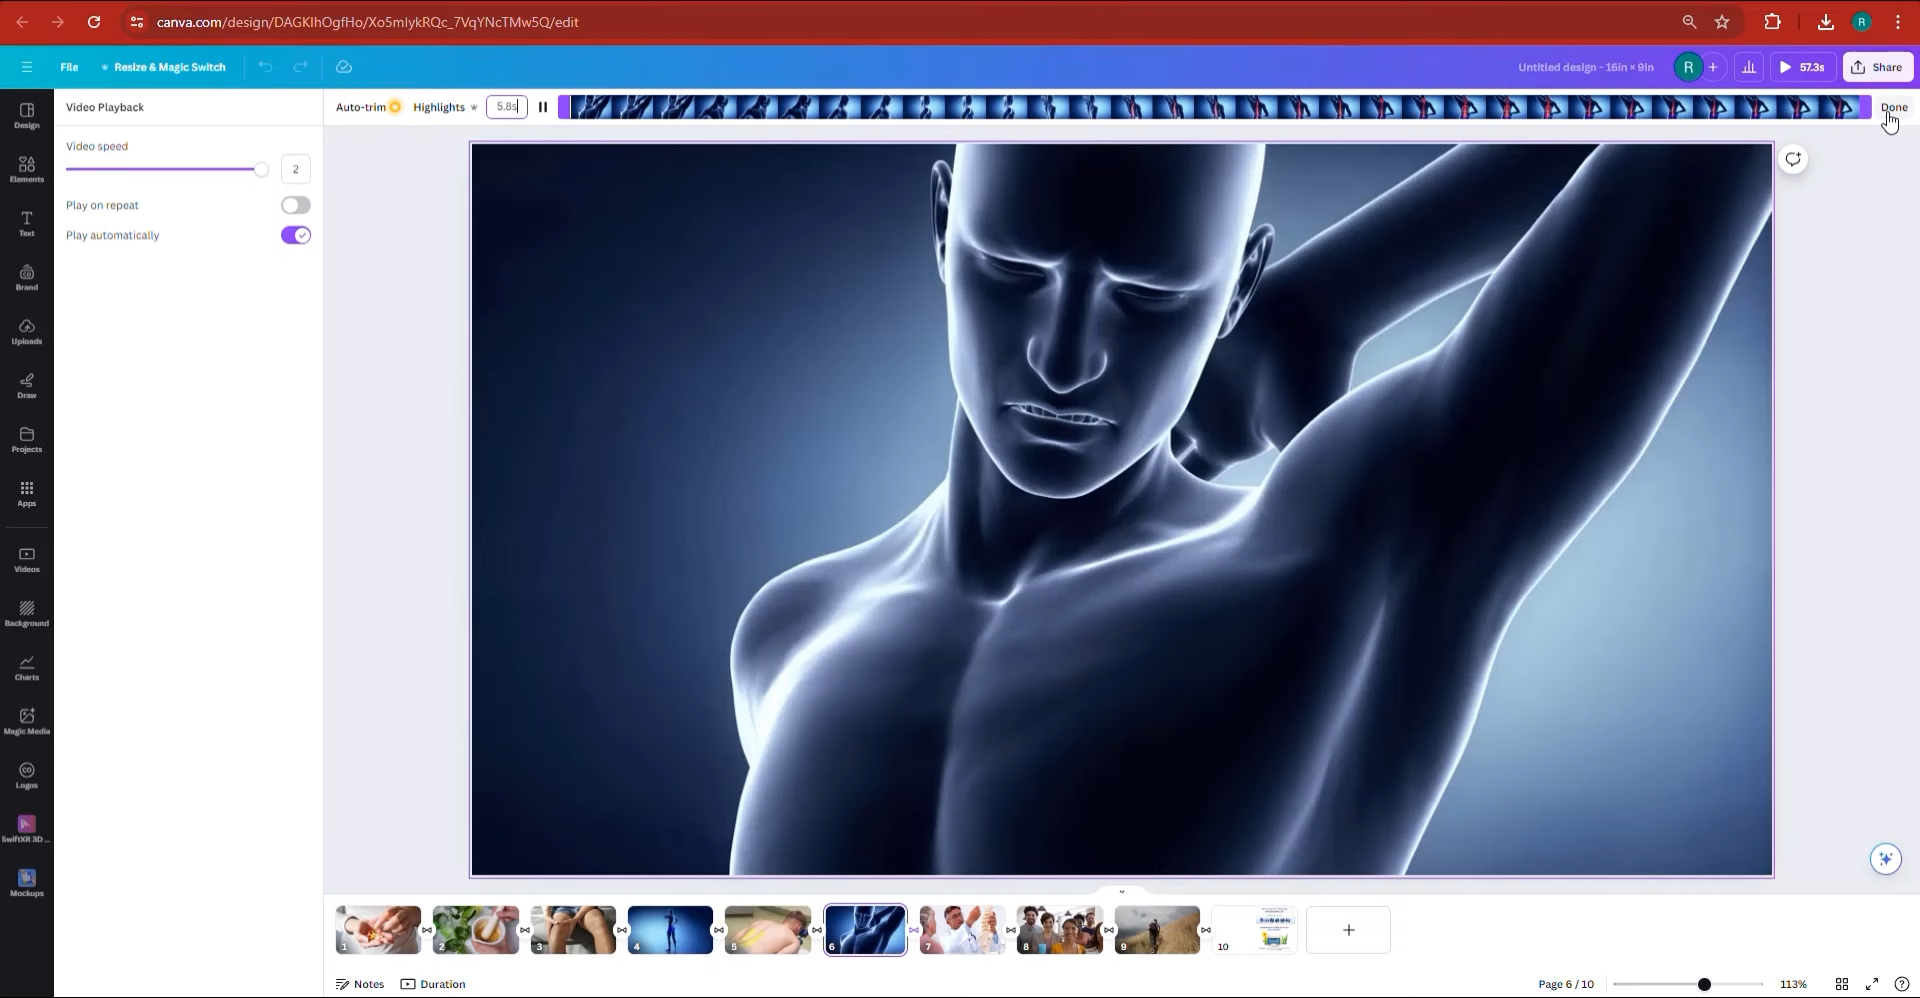 canva.com/design/DAGKIhOgfHo/Xo5mIykRQc_7VqYNcTMw5Q/edit
R
File
Resize & Magic Switch
Untitled design - 16in × 9in
R
57.3s
Share
Design
Elements
Text
Brand
Uploads
Draw
Projects
Apps
Videos
Background
Charts
Magic Media
Logos
SwiftXR 3D ...
Mockups
Video Playback
Video speed
2
Play on repeat
Play automatically
Auto-trim
Highlights
5.8s
Done
1
2
3
4
5
6
7
8
9
10
Notes
Duration
Page 6 / 10
113%